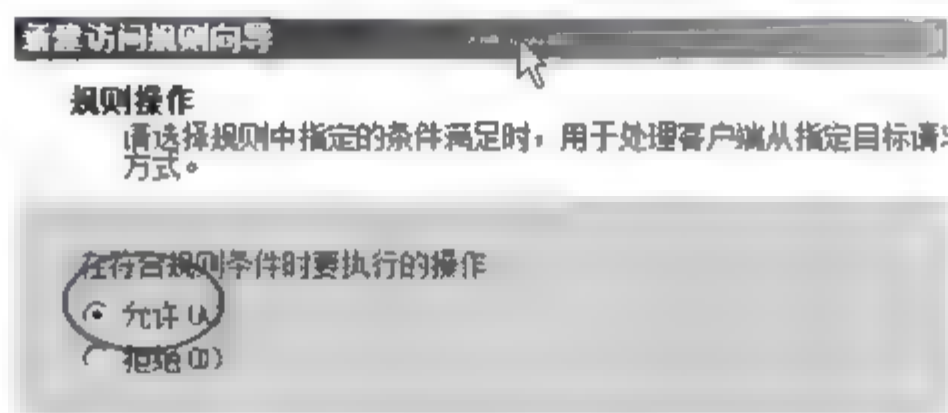 新建访问规则向导
规则操作
请选择规则中指定的条件满足时，用于处理客户端从指定目标请
方式。
在符合规则条件时要执行的操作
允许(A)
拒绝(D)